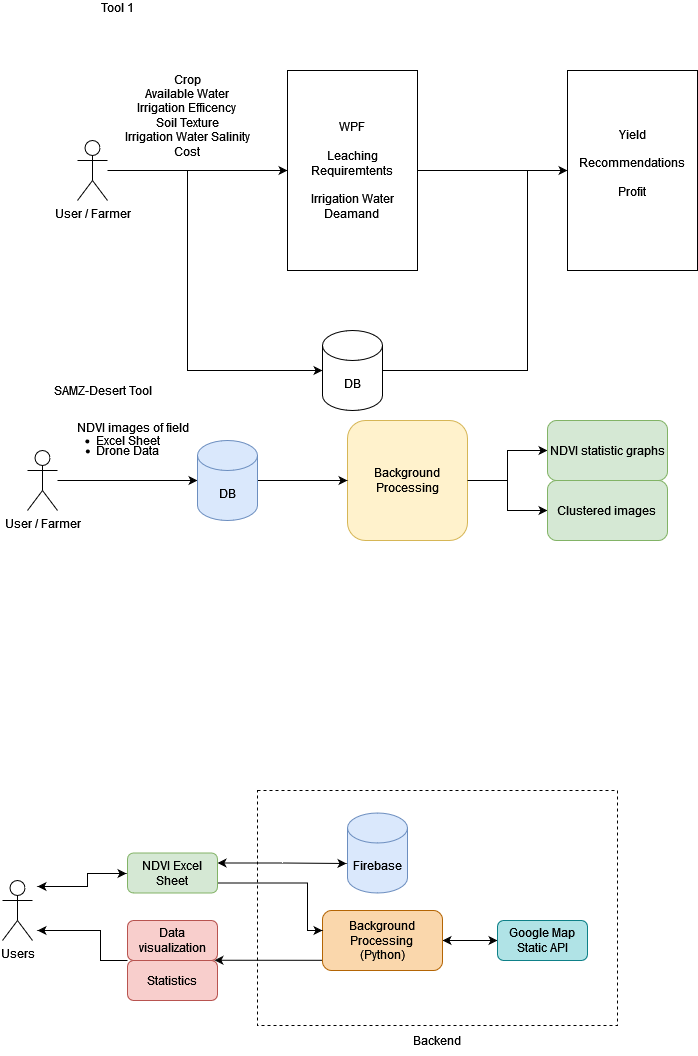 Tool 1
Crop
Available Water
Irrigation Efficency
Soil Texture
Irrigation Water Salinity
Cost
User / Farmer
WPF
Leaching
Requiremtents
Irrigation Water
Deamand
Yield
Recommendations
Profit
DB
SAMZ-Desert Tool
NDVI images of field
• Excel Sheet
• Drone Data
User / Farmer
DB
Background
Processing
NDVI statistic graphs
Clustered images
Users
NDVI Excel
Sheet
Data
visualization
Statistics
Firebase
Background
Processing
(Python)
Google Map
Static API
Backend